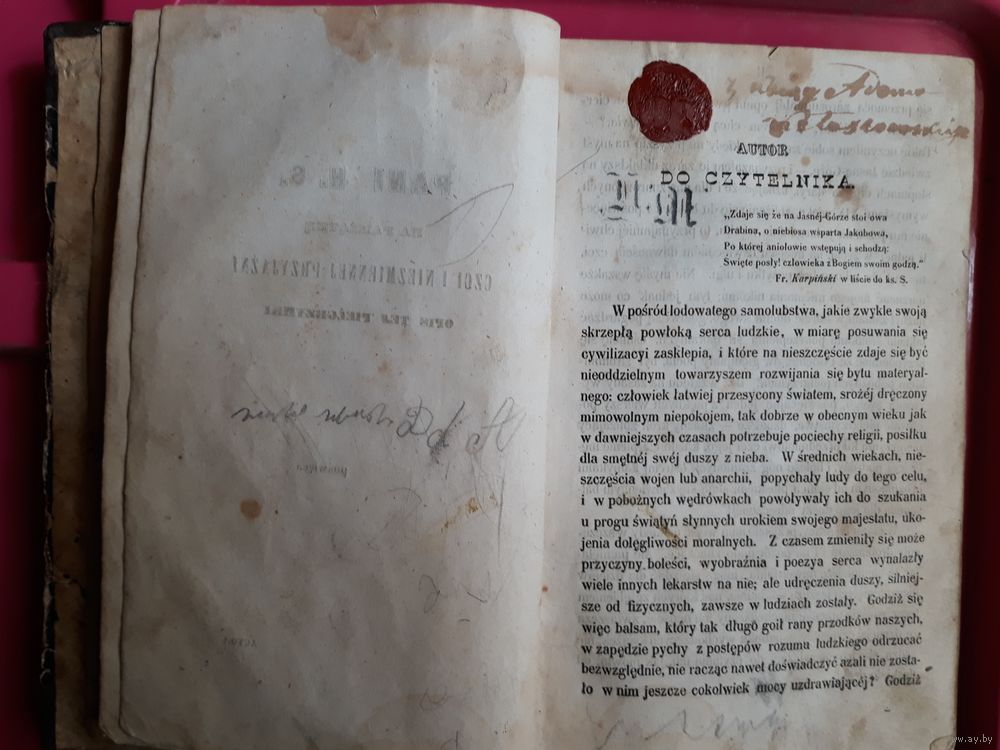 AUTOR
DO CZYTELNIKA.
„Zdaje się że na Jasnéj-Górze stoi owa
Drabina, o niebiosa wsparta Jakóbowa,
Po której aniołowie wstępują i schodzą:
Święte posły! człowieka z Bogiem swoim godzą."
Fr. Karpiński w liście do ks. S.
W pośród lodowatego samolubstwa, jakie zwykle swoją
skrzepłą powłoką serca ludzkie, w miarę posuwania się
cywilizacyi zasklepia, i które na nieszczęście zdaje się być
nieoddzielnym towarzyszem rozwijania się bytu materyal-
nego: człowiek łatwiej przesycony światem, srożéj dręczony
mimowolnym niepokojem, tak dobrze w obecnym wieku jak
w dawniejszych czasach potrzebuje pociechy religii, posiłku
dla smętnéj swéj duszy z nieba. W średnich wiekach, nie-
szczęścia wojen lub anarchii, popychały ludy do tego celu,
i w pobożnych wędrówkach powoływały ich do szukania
u progu świątyń słynnych urokiem swojego majestatu, uko-
jenia dolęgliwości moralnych. Z czasem zmieniły się może
przyczyny boleści, wyobraźnia i poezya serca wynalazły
wiele innych lekarstw na nie; ale udręczenia duszy, silniej-
sze od fizycznych, zawsze w ludziach zostały. Godziż się
więc balsam, który tak długo goił rany przodków naszych,
w zapędzie pychy z postępów rozumu ludzkiego odrzucać
bezwzględnie, nie racząc nawet doświadczyć azali nie zosta-
ło w nim jeszcze cokolwiek mocy uzdrawiającéj? Godziż